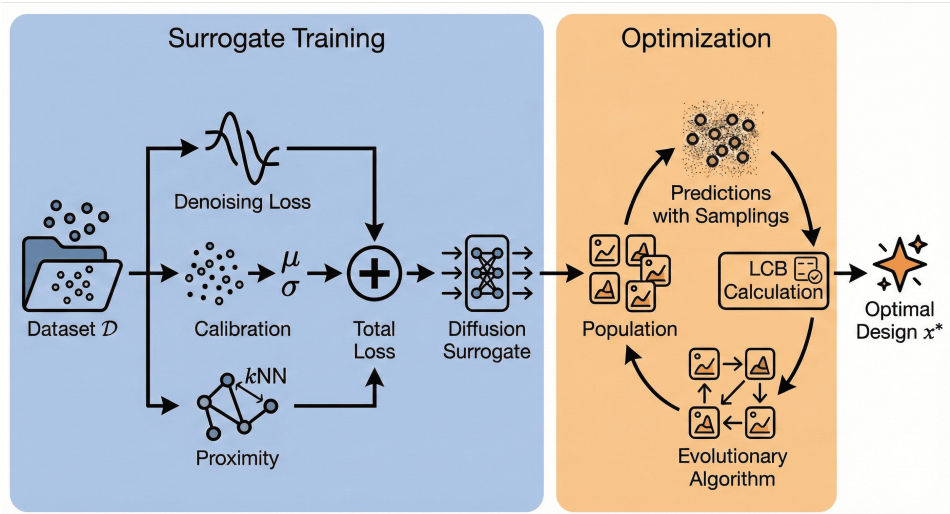 Surrogate Training
Optimization
Denoising Loss
Dataset 𝒟
Calibration
μ
σ
Total
Loss
Diffusion
Surrogate
kNN
Proximity
Predictions
with Samplings
Population
LCB
Calculation
Evolutionary
Algorithm
Optimal
Design x*